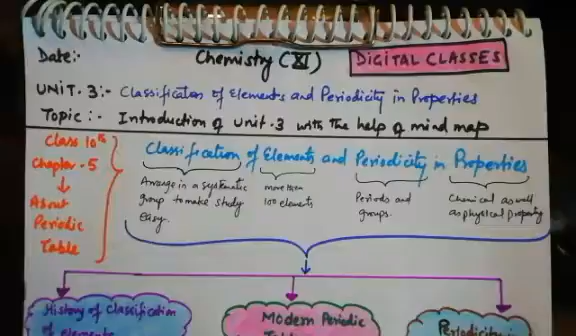 Date:-
Chemistry (XI)
DIGITAL CLASSES
UNIT.3:- Classification of Elements and Periodicity in Properties
Topic:- Introduction of Unit.3 with the help of mind map
Class 10th
Chapter-5
↓
About
Periodic
Table
Classification of Elements and Periodicity in Properties
Arrange in a systematic
group to make study
easy.
more than
100 elements
Periods and
groups.
Chemical as well
as physical property
History of Classification
of elements
Modern Periodic
Periodicity